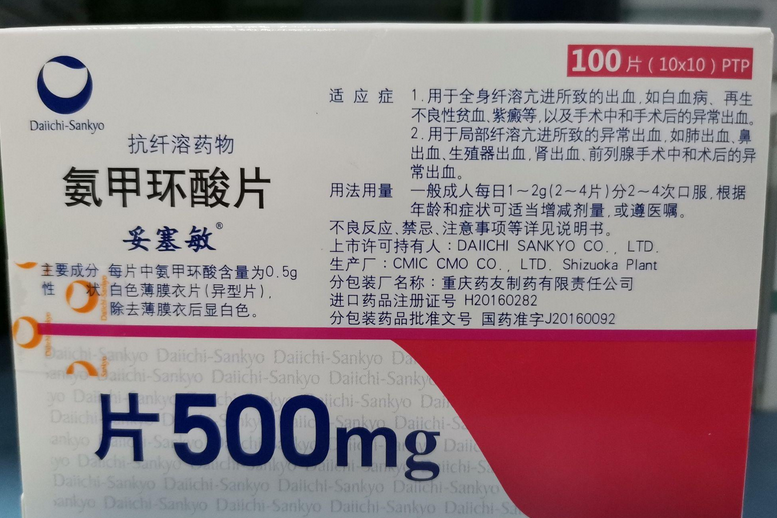 100片(10x10)PTP
Daiichi-Sankyo
抗纤溶药物
氨甲环酸片
妥塞敏®
主要成分 每片中氨甲环酸含量为0.5g
性 状 白色薄膜衣片(异型片),
除去薄膜衣后显白色。
适应症 1.用于全身纤溶亢进所致的出血,如白血病、再生
不良性贫血、紫癜等,以及手术中和手术后的异常出血。
2.用于局部纤溶亢进所致的异常出血,如肺出血、鼻
出血、生殖器出血、肾出血、前列腺手术中和术后的异
常出血。
用法用量 一般成人每日1~2g(2~4片)分2~4次口服,根据
年龄和症状可适当增减剂量,或遵医嘱。
不良反应、禁忌、注意事项等详见说明书。
上市许可持有人:DAIICHI SANKYO CO., LTD.
生产厂:CMIC CMO CO., LTD. Shizuoka Plant
分包装厂名称:重庆药友制药有限责任公司
进口药品注册证号 H20160282
分包装药品批准文号 国药准字J20160092
片500mg